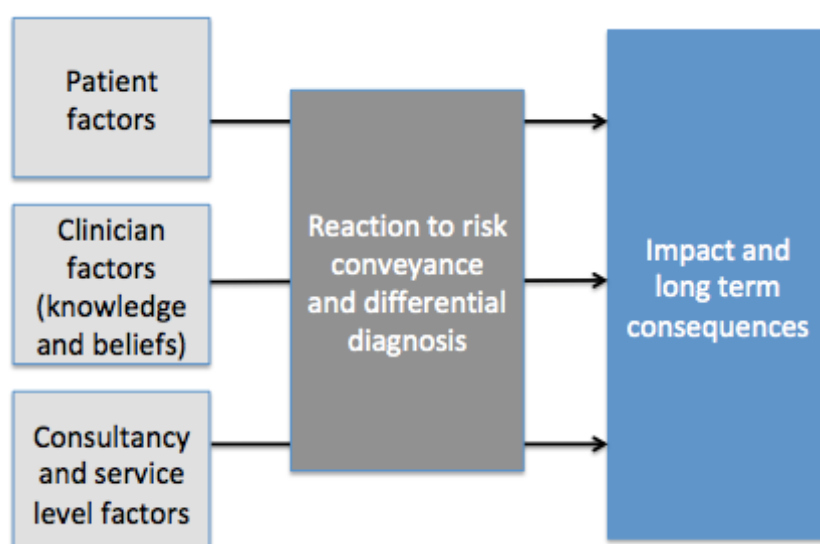 Patient
factors
Clinician
factors
(knowledge
and beliefs)
Consultancy
and service
level factors
Reaction to risk
conveyance
and differential
diagnosis
Impact and
long term
consequences